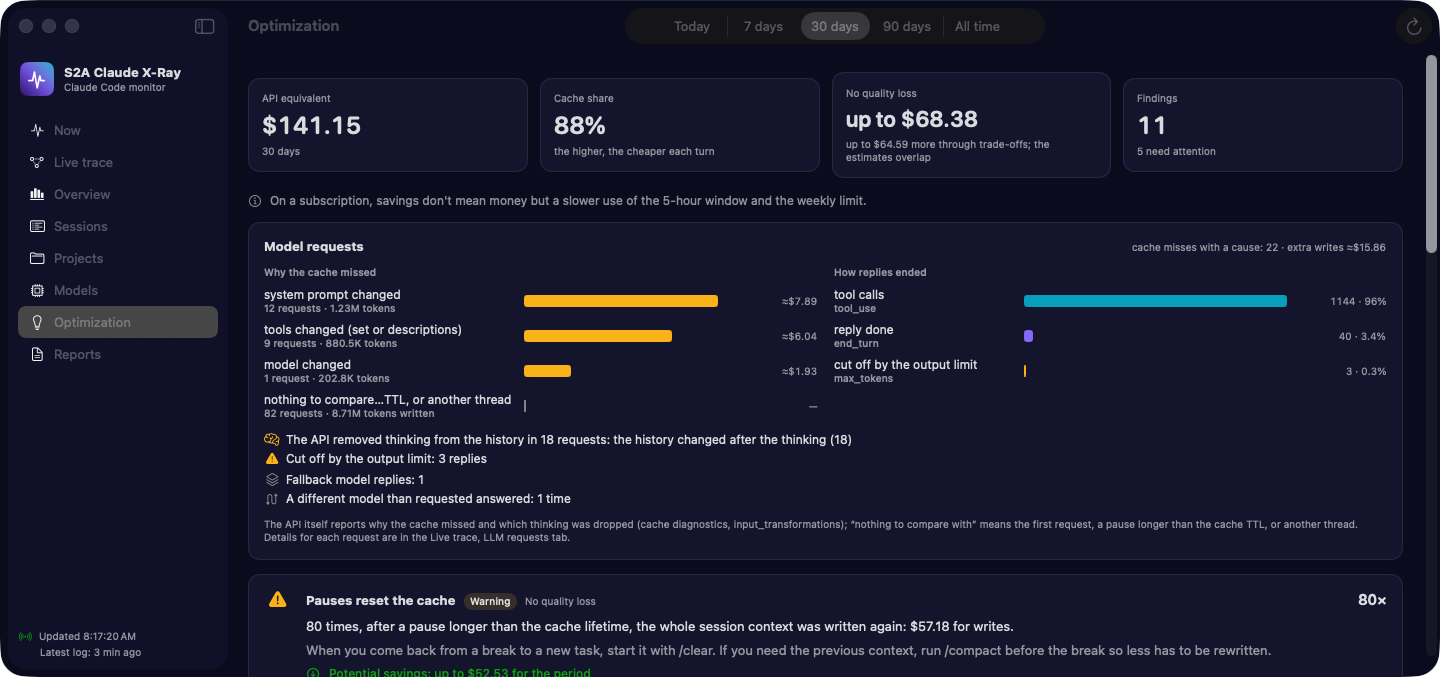 Optimization
Today
7 days
30 days
90 days
All time
S2A Claude X-Ray
Claude Code monitor
Now
Live trace
Overview
Sessions
Projects
Models
Optimization
Reports
Updated 8:17:20 AM
Latest log: 3 min ago
API equivalent
$141.15
30 days
Cache share
88%
the higher, the cheaper each turn
No quality loss
up to $68.38
up to $64.59 more through trade-offs; the
estimates overlap
Findings
11
5 need attention
On a subscription, savings don't mean money but a slower use of the 5-hour window and the weekly limit.
Model requests
cache misses with a cause: 22 · extra writes ≈$15.86
Why the cache missed
system prompt changed
12 requests · 1.23M tokens
≈$7.89
tools changed (set or descriptions)
9 requests · 880.5K tokens
≈$6.04
model changed
1 request · 202.8K tokens
≈$1.93
nothing to compare…TTL, or another thread
82 requests · 8.71M tokens written
—
How replies ended
tool calls
tool_use
1144 · 96%
reply done
end_turn
40 · 3.4%
cut off by the output limit
max_tokens
3 · 0.3%
The API removed thinking from the history in 18 requests: the history changed after the thinking (18)
Cut off by the output limit: 3 replies
Fallback model replies: 1
A different model than requested answered: 1 time
The API itself reports why the cache missed and which thinking was dropped (cache diagnostics, input_transformations); “nothing to compare with” means the first request, a pause longer than the cache TTL, or another thread.
Details for each request are in the Live trace, LLM requests tab.
Pauses reset the cache
Warning
No quality loss
80×
80 times, after a pause longer than the cache lifetime, the whole session context was written again: $57.18 for writes.
When you come back from a break to a new task, start it with /clear. If you need the previous context, run /compact before the break so less has to be rewritten.
Potential savings: up to $52.53 for the period